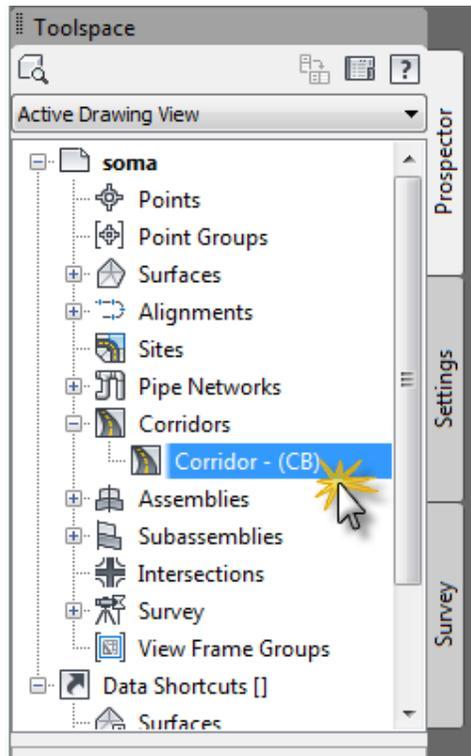 Toolspace
?
Active Drawing View
soma
Points
Point Groups
Surfaces
Alignments
Sites
Pipe Networks
Corridors
Corridor - (CB)
Assemblies
Subassemblies
Intersections
Survey
View Frame Groups
Data Shortcuts []
Surfaces
Prospector
Settings
Survey